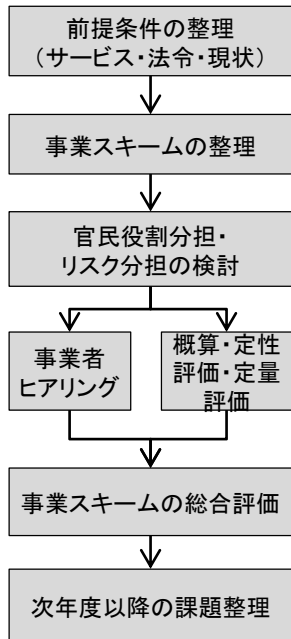 前提条件の整理
（サービス・法令・現状）
事業スキームの整理
官民役割分担・
リスク分担の検討
事業者
ヒアリング
概算・定性
評価・定量
評価
事業スキームの総合評価
次年度以降の課題整理